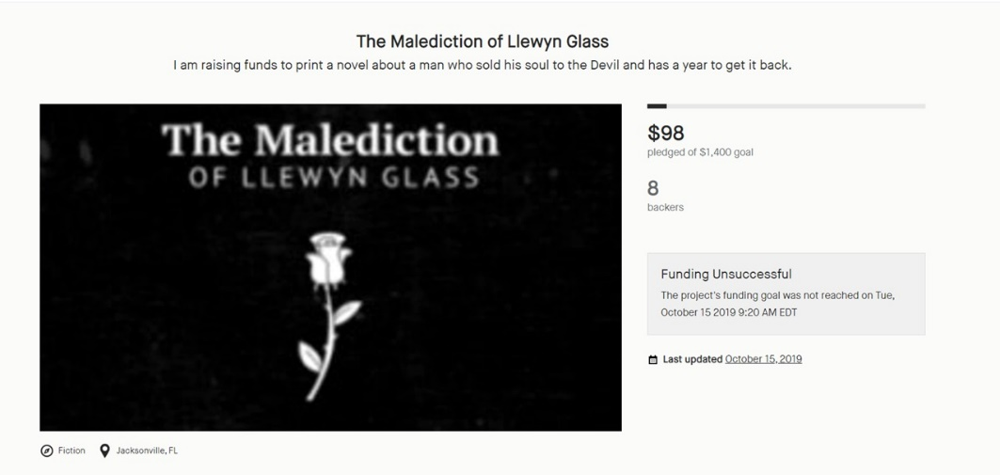 The Malediction of Llewyn Glass
I am raising funds to print a novel about a man who sold his soul to the Devil and has a year to get it back.
The Malediction
OF LLEWYN GLASS
$98
pledged of $1,400 goal
8
backers
Funding Unsuccessful
The project's funding goal was not reached on Tue,
October 15 2019 9:20 AM EDT
Last updated October 15, 2019
Fiction
Jacksonville, FL